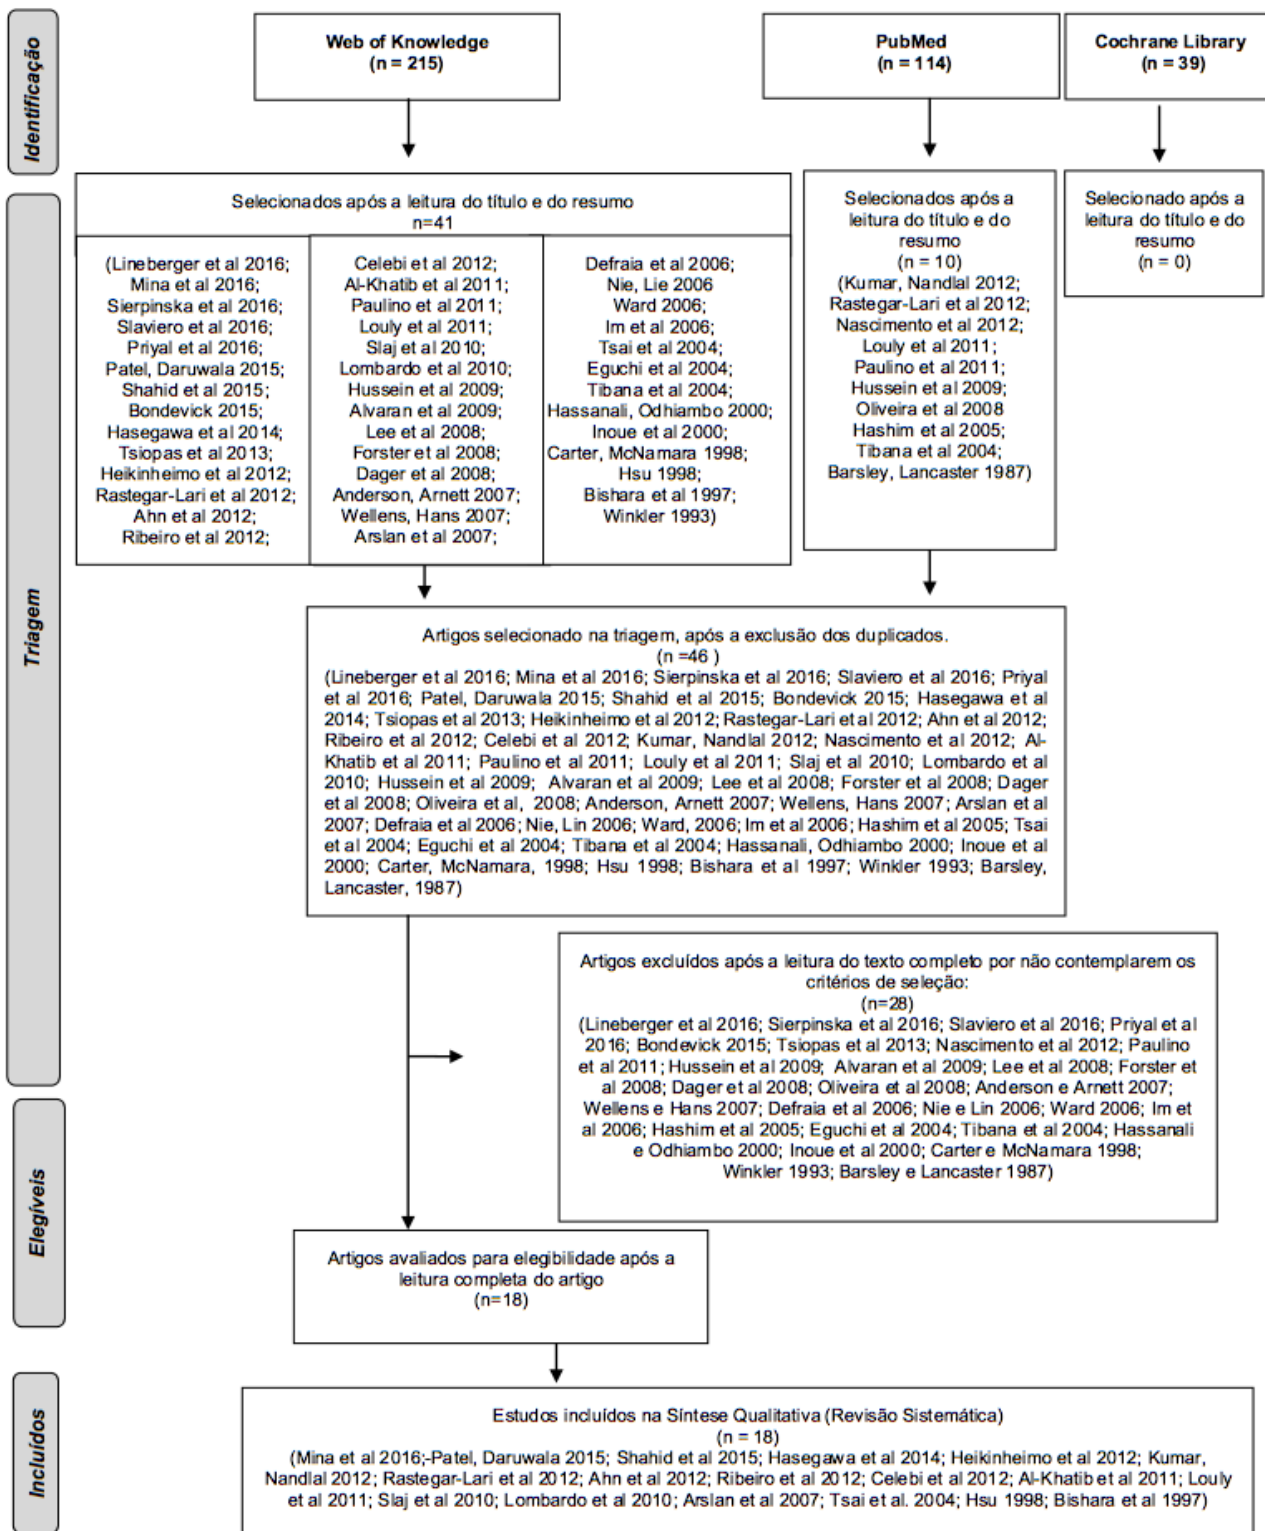 Identificação
Web of Knowledge
(n = 215)
PubMed
(n = 114)
Cochrane Library
(n = 39)
Triagem
Selecionados após a leitura do título e do resumo
n=41
(Lineberger et al 2016;
Mina et al 2016;
Sierpinska et al 2016;
Slaviero et al 2016;
Priyal et al 2016;
Patel, Daruwala 2015;
Shahid et al 2015;
Bondevick 2015;
Hasegawa et al 2014;
Tsiopas et al 2013;
Heikinheimo et al 2012;
Rastegar-Lari et al 2012;
Ahn et al 2012;
Ribeiro et al 2012;
Celebi et al 2012;
Al-Khatib et al 2011;
Paulino et al 2011;
Louly et al 2011;
Slaj et al 2010;
Lombardo et al 2010;
Hussein et al 2009;
Alvaran et al 2009;
Lee et al 2008;
Forster et al 2008;
Dager et al 2008;
Anderson, Arnett 2007;
Wellens, Hans 2007;
Arslan et al 2007;
Defraia et al 2006;
Nie, Lie 2006
Ward 2006;
Im et al 2006;
Tsai et al 2004;
Eguchi et al 2004;
Tibana et al 2004;
Hassanali, Odhiambo 2000;
Inoue et al 2000;
Carter, McNamara 1998;
Hsu 1998;
Bishara et al 1997;
Winkler 1993)
Selecionados após a
leitura do título e do
resumo
(n = 10)
(Kumar, Nandlal 2012;
Rastegar-Lari et al 2012;
Nascimento et al 2012;
Louly et al 2011;
Paulino et al 2011;
Hussein et al 2009;
Oliveira et al 2008
Hashim et al 2005;
Tibana et al 2004;
Barsley, Lancaster 1987)
Selecionado após a
leitura do título e do
resumo
(n = 0)
Artigos selecionado na triagem, após a exclusão dos duplicados.
(n =46 )
(Lineberger et al 2016; Mina et al 2016; Sierpinska et al 2016; Slaviero et al 2016; Priyal
et al 2016; Patel, Daruwala 2015; Shahid et al 2015; Bondevick 2015; Hasegawa et al
2014; Tsiopas et al 2013; Heikinheimo et al 2012; Rastegar-Lari et al 2012; Ahn et al 2012;
Ribeiro et al 2012; Celebi et al 2012; Kumar, Nandlal 2012; Nascimento et al 2012; Al-
Khatib et al 2011; Paulino et al 2011; Louly et al 2011; Slaj et al 2010; Lombardo et al
2010; Hussein et al 2009; Alvaran et al 2009; Lee et al 2008; Forster et al 2008; Dager
et al 2008; Oliveira et al, 2008; Anderson, Arnett 2007; Wellens, Hans 2007; Arslan et al
2007; Defraia et al 2006; Nie, Lin 2006; Ward, 2006; Im et al 2006; Hashim et al 2005; Tsai
et al 2004; Eguchi et al 2004; Tibana et al 2004; Hassanali, Odhiambo 2000; Inoue et al
2000; Carter, McNamara, 1998; Hsu 1998; Bishara et al 1997; Winkler 1993; Barsley,
Lancaster, 1987)
Artigos excluídos após a leitura do texto completo por não contemplarem os
critérios de seleção:
(n=28)
(Lineberger et al 2016; Sierpinska et al 2016; Slaviero et al 2016; Priyal et al
2016; Bondevick 2015; Tsiopas et al 2013; Nascimento et al 2012; Paulino
et al 2011; Hussein et al 2009; Alvaran et al 2009; Lee et al 2008; Forster et
al 2008; Dager et al 2008; Oliveira et al 2008; Anderson e Arnett 2007;
Wellens e Hans 2007; Defraia et al 2006; Nie e Lin 2006; Ward 2006; Im et
al 2006; Hashim et al 2005; Eguchi et al 2004; Tibana et al 2004; Hassanali
e Odhiambo 2000; Inoue et al 2000; Carter e McNamara 1998;
Winkler 1993; Barsley e Lancaster 1987)
Elegíveis
Artigos avaliados para elegibilidade após a
leitura completa do artigo
(n=18)
Incluídos
Estudos incluídos na Síntese Qualitativa (Revisão Sistemática)
(n = 18)
(Mina et al 2016;-Patel, Daruwala 2015; Shahid et al 2015; Hasegawa et al 2014; Heikinheimo et al 2012; Kumar,
Nandlal 2012; Rastegar-Lari et al 2012; Ahn et al 2012; Ribeiro et al 2012; Celebi et al 2012; Al-Khatib et al 2011; Louly
et al 2011; Slaj et al 2010; Lombardo et al 2010; Arslan et al 2007; Tsai et al. 2004; Hsu 1998; Bishara et al 1997)